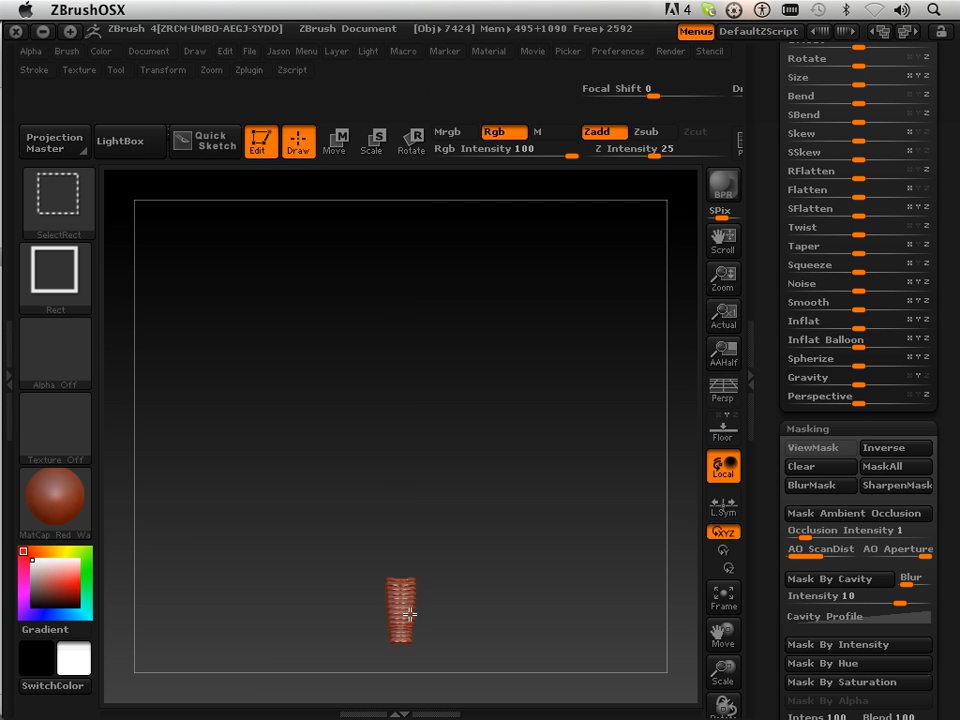 ZBrushOSX
4
ZBrush 4[ZRCM-UMBO-AEGJ-SYDD] ZBrush Document [Obj>7424] Mem>495+1090 Free>2592 Menus DefaultZScript
Alpha Brush Color Document Draw Edit File Jason Menu Layer Light Macro Marker Material Movie Picker Preferences Render Stencil
Stroke Texture Tool Transform Zoom Zplugin Zscript
Focal Shift 0
Projection Master
LightBox
Quick Sketch
Edit
Draw
Move
Scale
Rotate
Mrgb Rgb M
Rgb Intensity 100
Zadd Zsub Zcut
Z Intensity 25
SelectRect
Rect
Alpha Off
Texture Off
MatCap Red Wa
Gradient
SwitchColor
BPR
SPix
Scroll
Zoom
Actual
AAHalf
Persp
Floor
Local
L.Sym
XYZ
Frame
Move
Scale
Rotate
Size
Bend
SBend
Skew
SSkew
RFlatten
Flatten
SFlatten
Twist
Taper
Squeeze
Noise
Smooth
Inflat
Inflat Balloon
Spherize
Gravity
Perspective
Masking
ViewMask Inverse
Clear MaskAll
BlurMask SharpenMask
Mask Ambient Occlusion
Occlusion Intensity 1
AO ScanDist AO Aperture
Mask By Cavity Blur
Intensity 10
Cavity Profile
Mask By Intensity
Mask By Hue
Mask By Saturation
Mask By Alpha
Intens 100 Blend 100